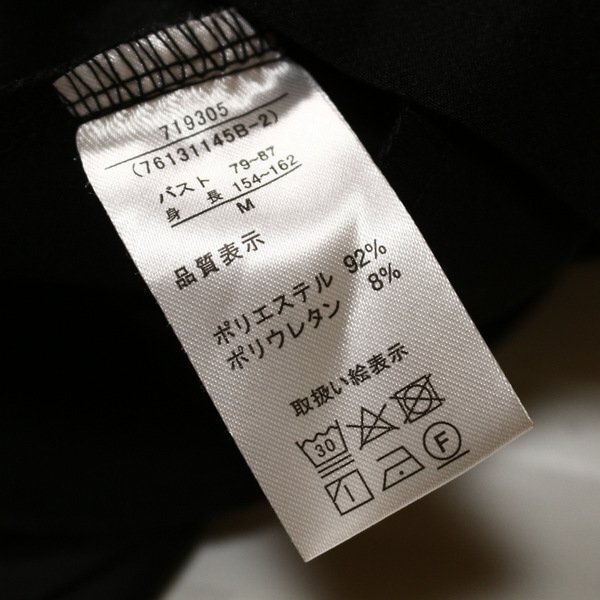 719305
(76131145B-2)
バスト 79~87
身長 154~162
M
品質表示
ポリエステル 92%
ポリウレタン 8%
取扱い絵表示
30
F